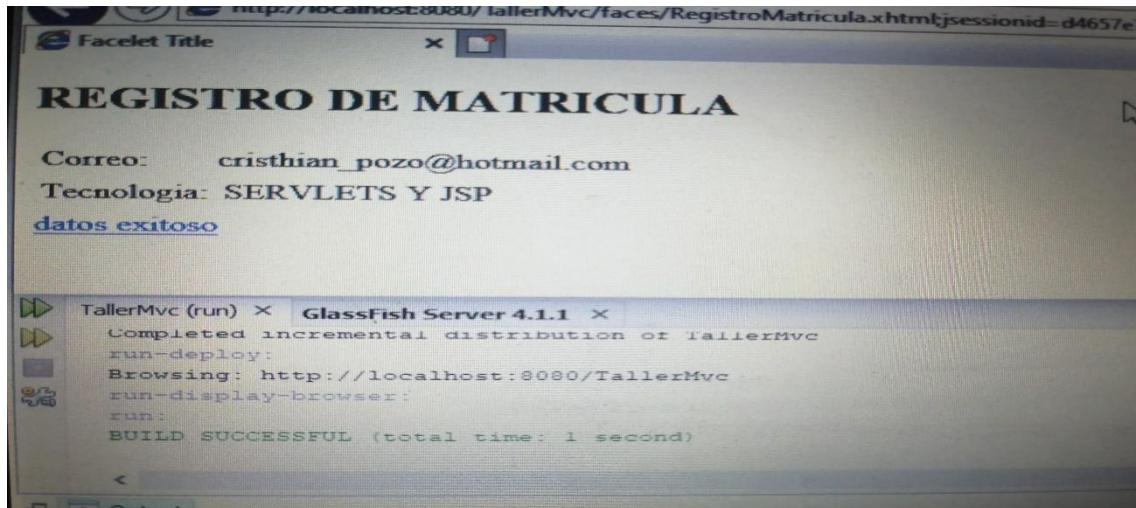 http://localhost:8080/TallerMvc/faces/RegistroMatricula.xhtml;jsessionid=d4657e
Facelet Title
REGISTRO DE MATRICULA
Correo: cristhian_pozo@hotmail.com
Tecnologia: SERVLETS Y JSP
datos exitoso
TallerMvc (run)
GlassFish Server 4.1.1
Completed incremental distribution of TallerMvc
run-deploy:
Browsing: http://localhost:8080/TallerMvc
run-display-browser:
run:
BUILD SUCCESSFUL (total time: 1 second)